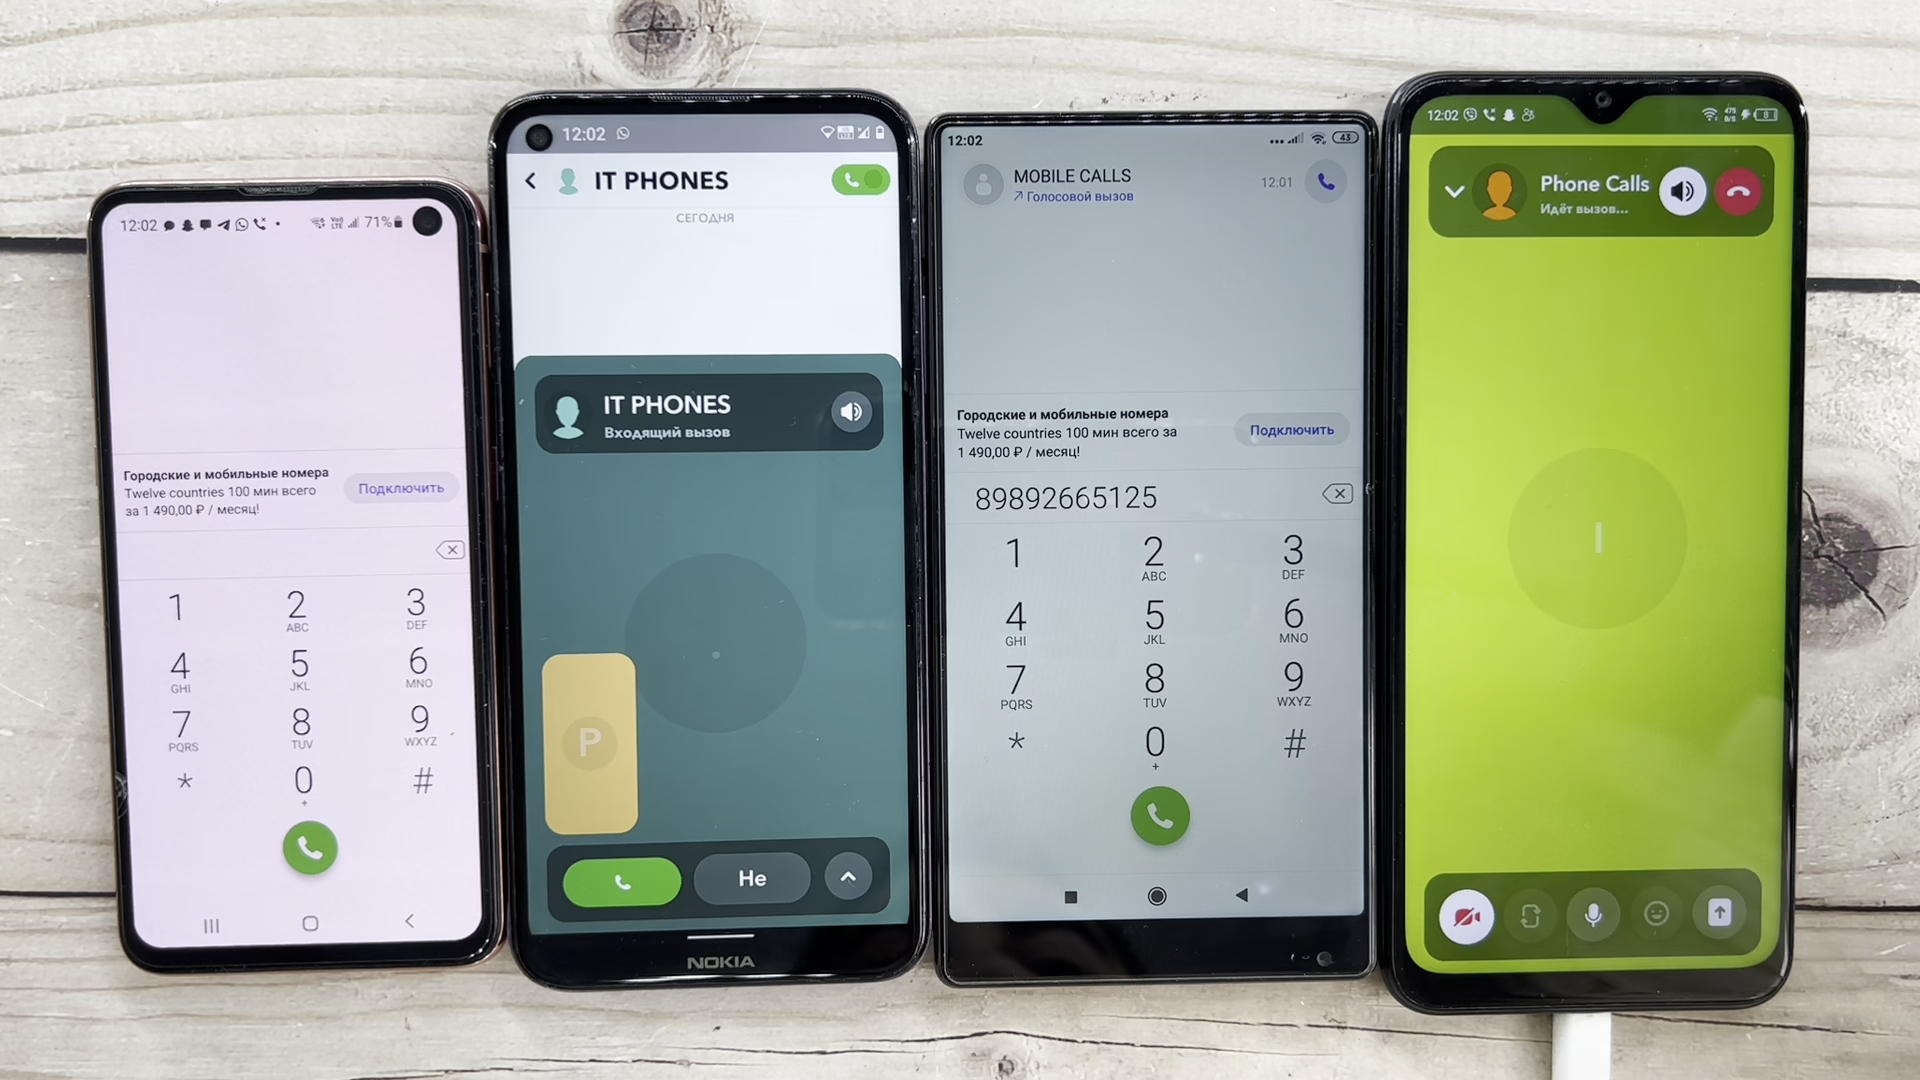 12:02
71%
Городские и мобильные номера
Twelve countries 100 мин всего
за 1 490,00 ₽ / месяц!
Подключить
1
2
ABC
3
DEF
4
GHI
5
JKL
6
MNO
7
PQRS
8
TUV
9
WXYZ
*
0
+
#
12:02
IT PHONES
СЕГОДНЯ
IT PHONES
Входящий вызов
P
Не
NOKIA
12:02
43
MOBILE CALLS
Голосовой вызов
12:01
Городские и мобильные номера
Twelve countries 100 мин всего за
1 490,00 ₽ / месяц!
Подключить
89892665125
1
2
ABC
3
DEF
4
GHI
5
JKL
6
MNO
7
PQRS
8
TUV
9
WXYZ
*
0
+
#
12:02
8
Phone Calls
Идёт вызов...
I